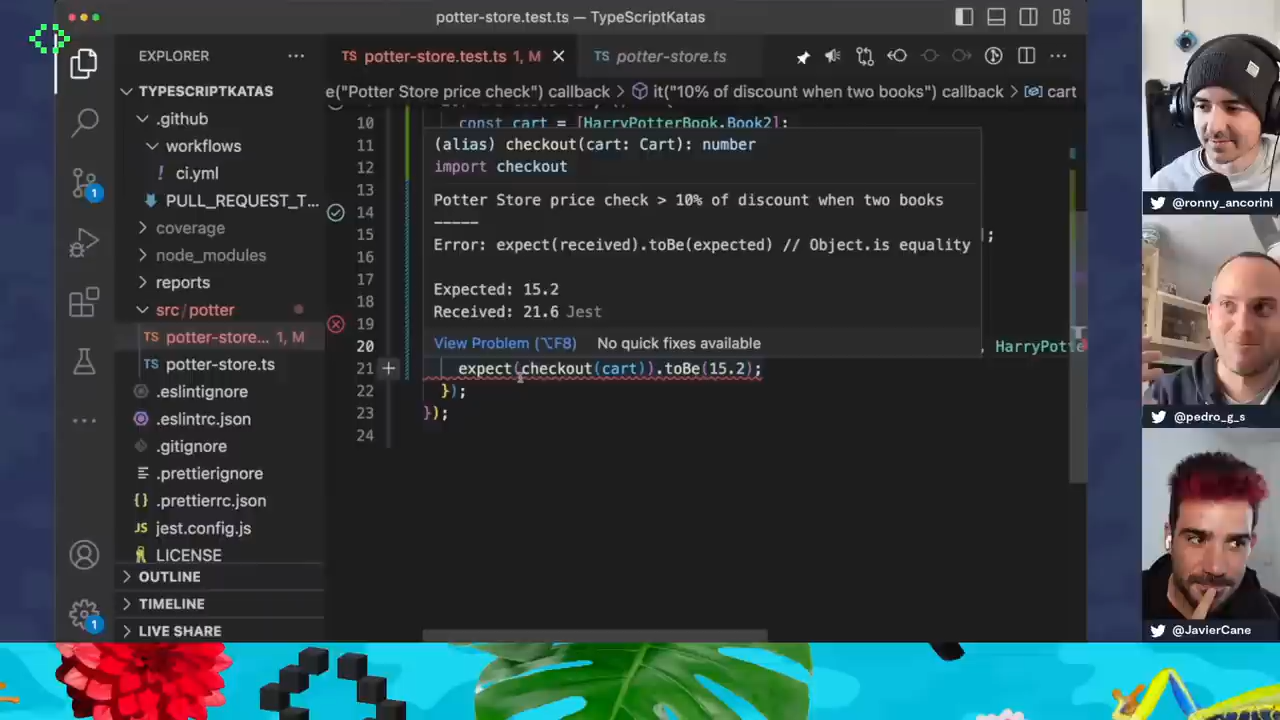 potter-store.test.ts — TypeScriptKatas
EXPLORER
potter-store.test.ts 1, M
potter-store.ts
TYPESCRIPTKATAS
e("Potter Store price check") callback > it("10% of discount when two books") callback > cart
.github
workflows
ci.yml
PULL_REQUEST_T...
coverage
node_modules
reports
src/potter
potter-store... 1, M
potter-store.ts
.eslintignore
.eslintrc.json
.gitignore
.prettierignore
.prettierrc.json
jest.config.js
LICENSE
OUTLINE
TIMELINE
LIVE SHARE
1
1
10 const cart = [HarryPotterBook.Book2];
11
12
13
14
15 );
16
17
18
19
20 , HarryPotte
21 expect(checkout(cart)).toBe(15.2);
22 });
23 });
24
(alias) checkout(cart: Cart): number
import checkout
Potter Store price check > 10% of discount when two books
-----
Error: expect(received).toBe(expected) // Object.is equality
Expected: 15.2
Received: 21.6 Jest
View Problem (⌥F8) No quick fixes available
@ronny_ancorini
@pedro_g_s
@JavierCane